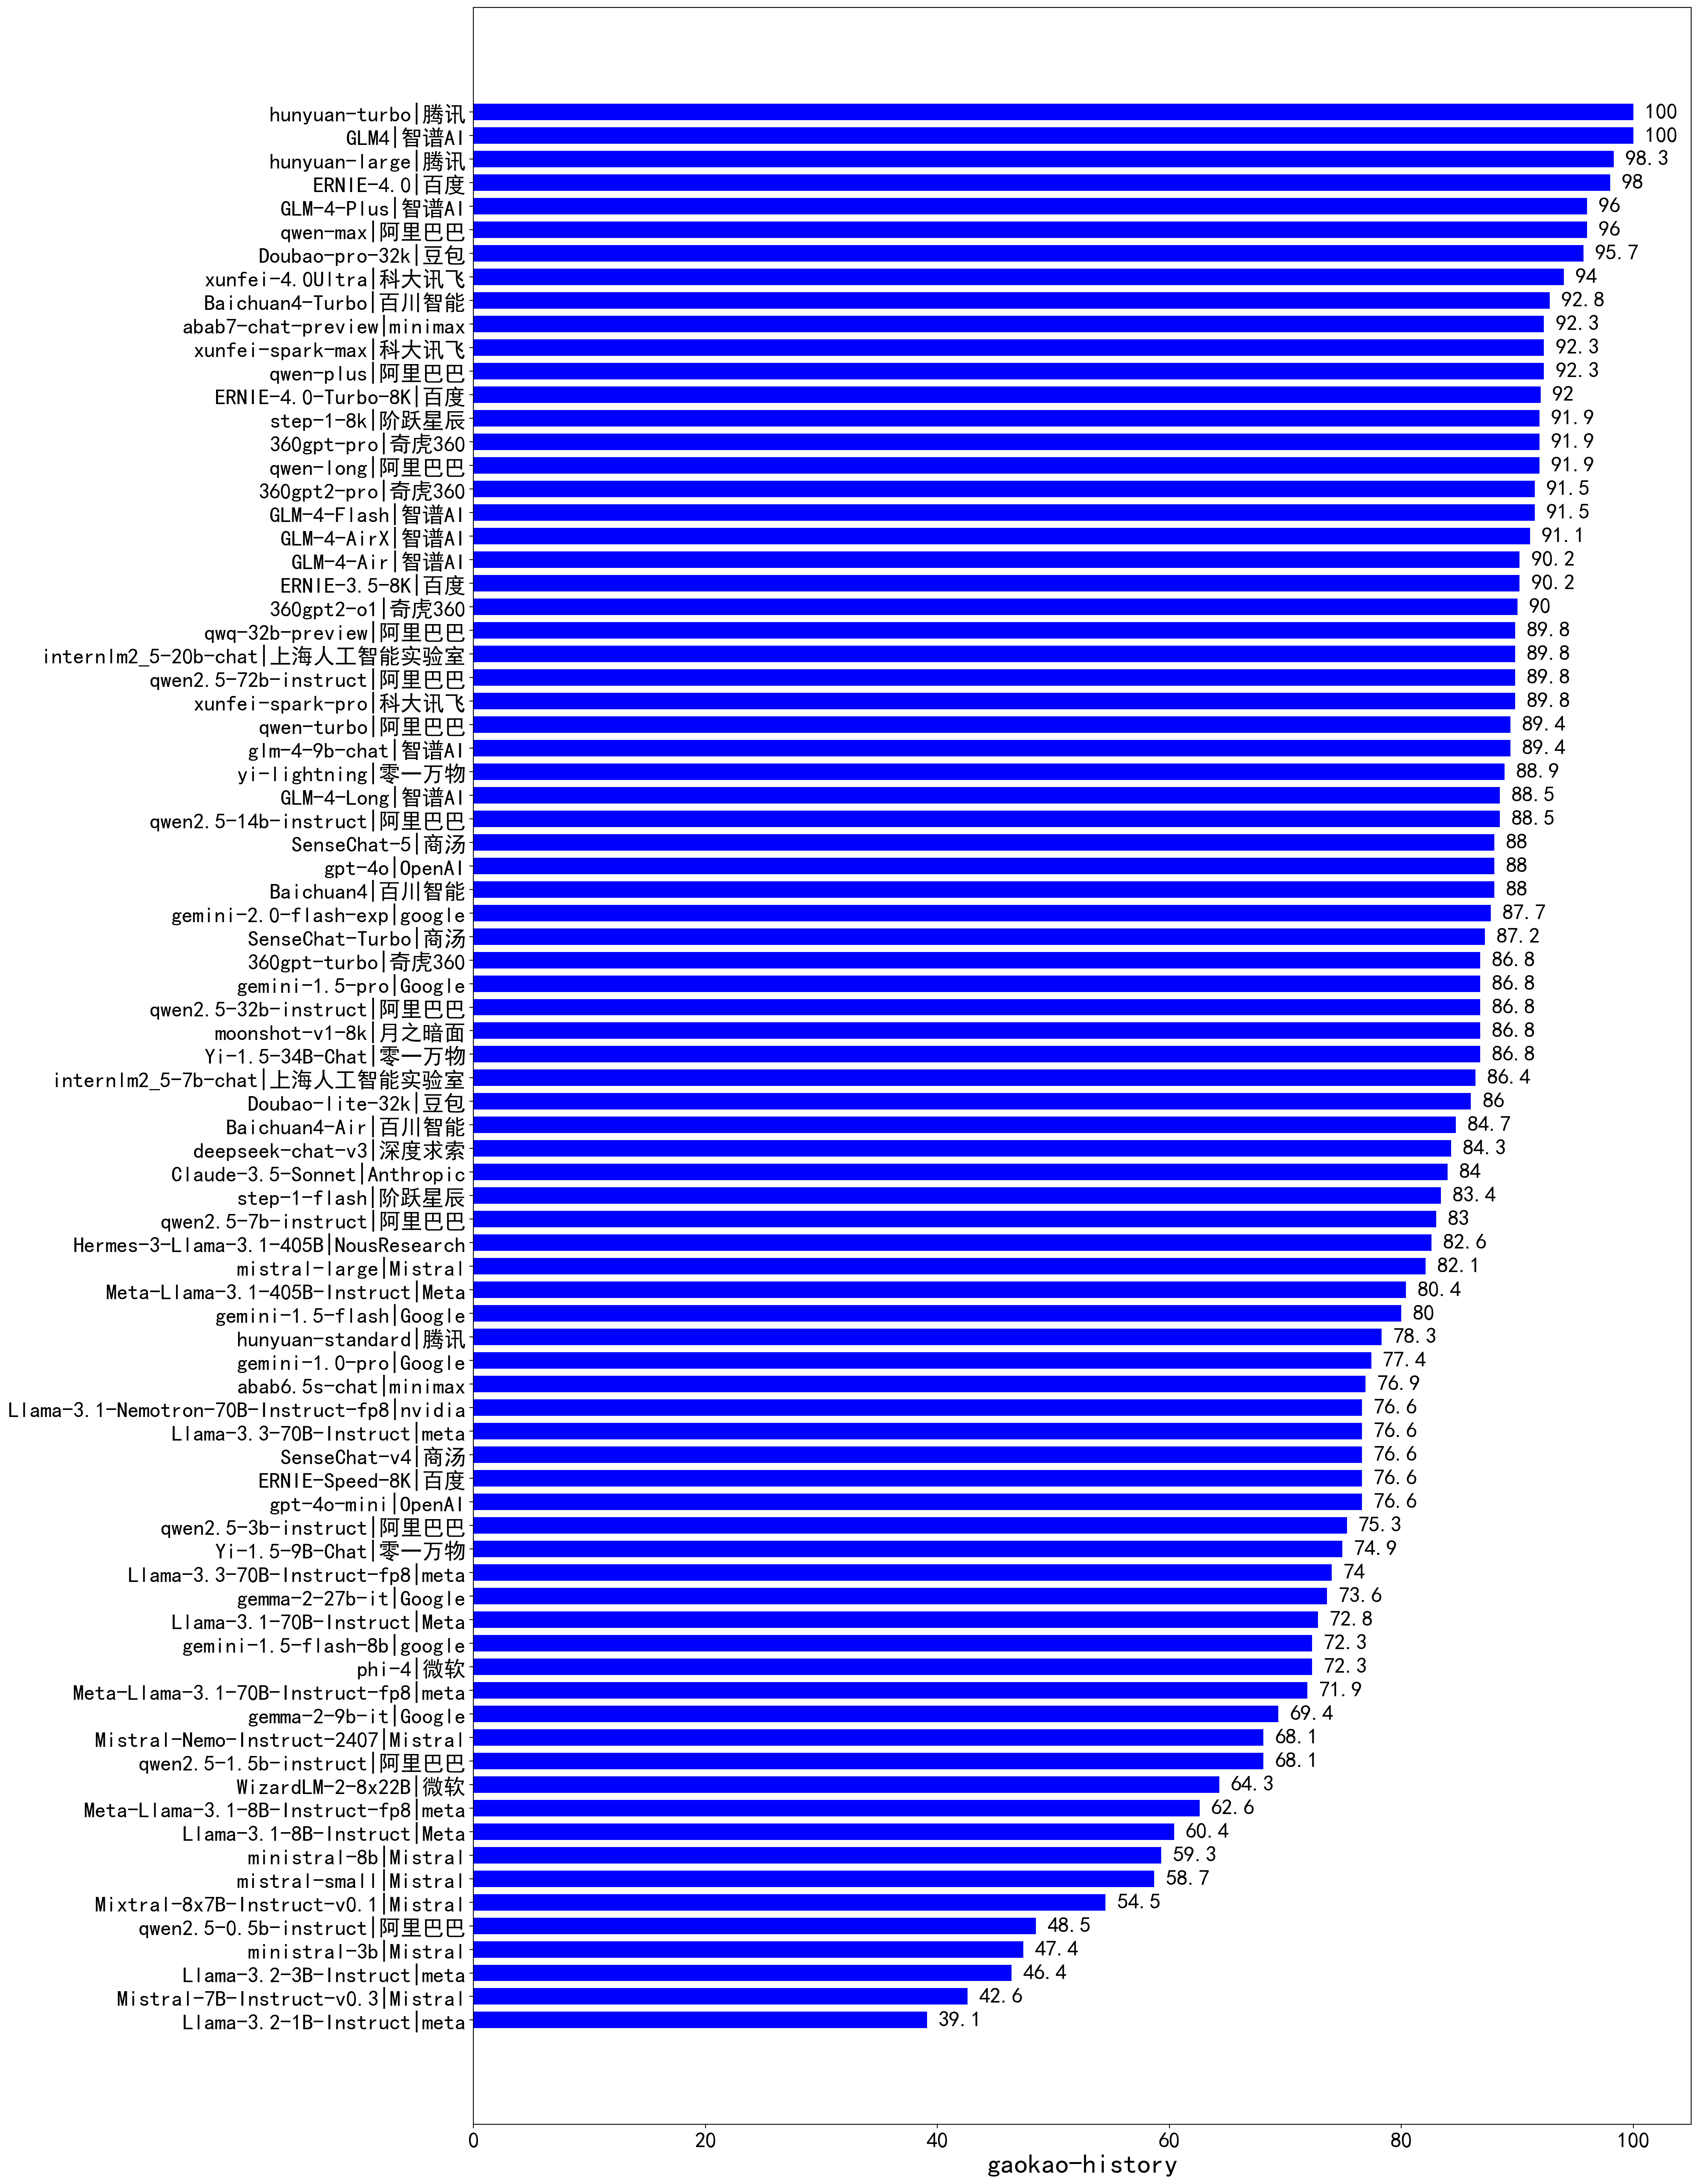 hunyuan-turbo|腾讯 100
GLM4|智谱AI 100
hunyuan-large|腾讯 98.3
ERNIE-4.0|百度 98
GLM-4-Plus|智谱AI 96
qwen-max|阿里巴巴 96
Doubao-pro-32k|豆包 95.7
xunfei-4.0Ultra|科大讯飞 94
Baichuan4-Turbo|百川智能 92.8
abab7-chat-preview|minimax 92.3
xunfei-spark-max|科大讯飞 92.3
qwen-plus|阿里巴巴 92.3
ERNIE-4.0-Turbo-8K|百度 92
step-1-8k|阶跃星辰 91.9
360gpt-pro|奇虎360 91.9
qwen-long|阿里巴巴 91.9
360gpt2-pro|奇虎360 91.5
GLM-4-Flash|智谱AI 91.5
GLM-4-AirX|智谱AI 91.1
GLM-4-Air|智谱AI 90.2
ERNIE-3.5-8K|百度 90.2
360gpt2-o1|奇虎360 90
qwq-32b-preview|阿里巴巴 89.8
internlm2_5-20b-chat|上海人工智能实验室 89.8
qwen2.5-72b-instruct|阿里巴巴 89.8
xunfei-spark-pro|科大讯飞 89.8
qwen-turbo|阿里巴巴 89.4
glm-4-9b-chat|智谱AI 89.4
yi-lightning|零一万物 88.9
GLM-4-Long|智谱AI 88.5
qwen2.5-14b-instruct|阿里巴巴 88.5
SenseChat-5|商汤 88
gpt-4o|OpenAI 88
Baichuan4|百川智能 88
gemini-2.0-flash-exp|google 87.7
SenseChat-Turbo|商汤 87.2
360gpt-turbo|奇虎360 86.8
gemini-1.5-pro|Google 86.8
qwen2.5-32b-instruct|阿里巴巴 86.8
moonshot-v1-8k|月之暗面 86.8
Yi-1.5-34B-Chat|零一万物 86.8
internlm2_5-7b-chat|上海人工智能实验室 86.4
Doubao-lite-32k|豆包 86
Baichuan4-Air|百川智能 84.7
deepseek-chat-v3|深度求索 84.3
Claude-3.5-Sonnet|Anthropic 84
step-1-flash|阶跃星辰 83.4
qwen2.5-7b-instruct|阿里巴巴 83
Hermes-3-Llama-3.1-405B|NousResearch 82.6
mistral-large|Mistral 82.1
Meta-Llama-3.1-405B-Instruct|Meta 80.4
gemini-1.5-flash|Google 80
hunyuan-standard|腾讯 78.3
gemini-1.0-pro|Google 77.4
abab6.5s-chat|minimax 76.9
Llama-3.1-Nemotron-70B-Instruct-fp8|nvidia 76.6
Llama-3.3-70B-Instruct|meta 76.6
SenseChat-v4|商汤 76.6
ERNIE-Speed-8K|百度 76.6
gpt-4o-mini|OpenAI 76.6
qwen2.5-3b-instruct|阿里巴巴 75.3
Yi-1.5-9B-Chat|零一万物 74.9
Llama-3.3-70B-Instruct-fp8|meta 74
gemma-2-27b-it|Google 73.6
Llama-3.1-70B-Instruct|Meta 72.8
gemini-1.5-flash-8b|google 72.3
phi-4|微软 72.3
Meta-Llama-3.1-70B-Instruct-fp8|meta 71.9
gemma-2-9b-it|Google 69.4
Mistral-Nemo-Instruct-2407|Mistral 68.1
qwen2.5-1.5b-instruct|阿里巴巴 68.1
WizardLM-2-8x22B|微软 64.3
Meta-Llama-3.1-8B-Instruct-fp8|meta 62.6
Llama-3.1-8B-Instruct|Meta 60.4
ministral-8b|Mistral 59.3
mistral-small|Mistral 58.7
Mixtral-8x7B-Instruct-v0.1|Mistral 54.5
qwen2.5-0.5b-instruct|阿里巴巴 48.5
ministral-3b|Mistral 47.4
Llama-3.2-3B-Instruct|meta 46.4
Mistral-7B-Instruct-v0.3|Mistral 42.6
Llama-3.2-1B-Instruct|meta 39.1
0 20 40 60 80 100
gaokao-history